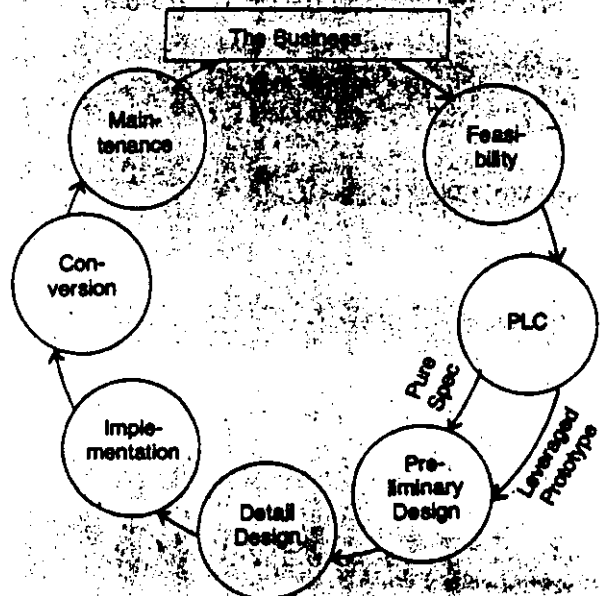 The Business
Feasi-
bility
PLC
Pure
Spec
Leveraged
Prototype
Pre-
liminary
Design
Detail
Design
Imple-
mentation
Con-
version
Main-
tenance